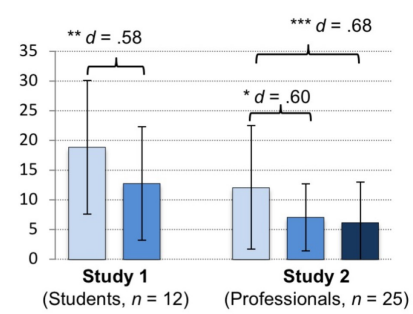 *** d = .68
** d = .58
* d = .60
35
30
25
20
15
10
5
0
Study 1
(Students, n = 12)
Study 2
(Professionals, n = 25)